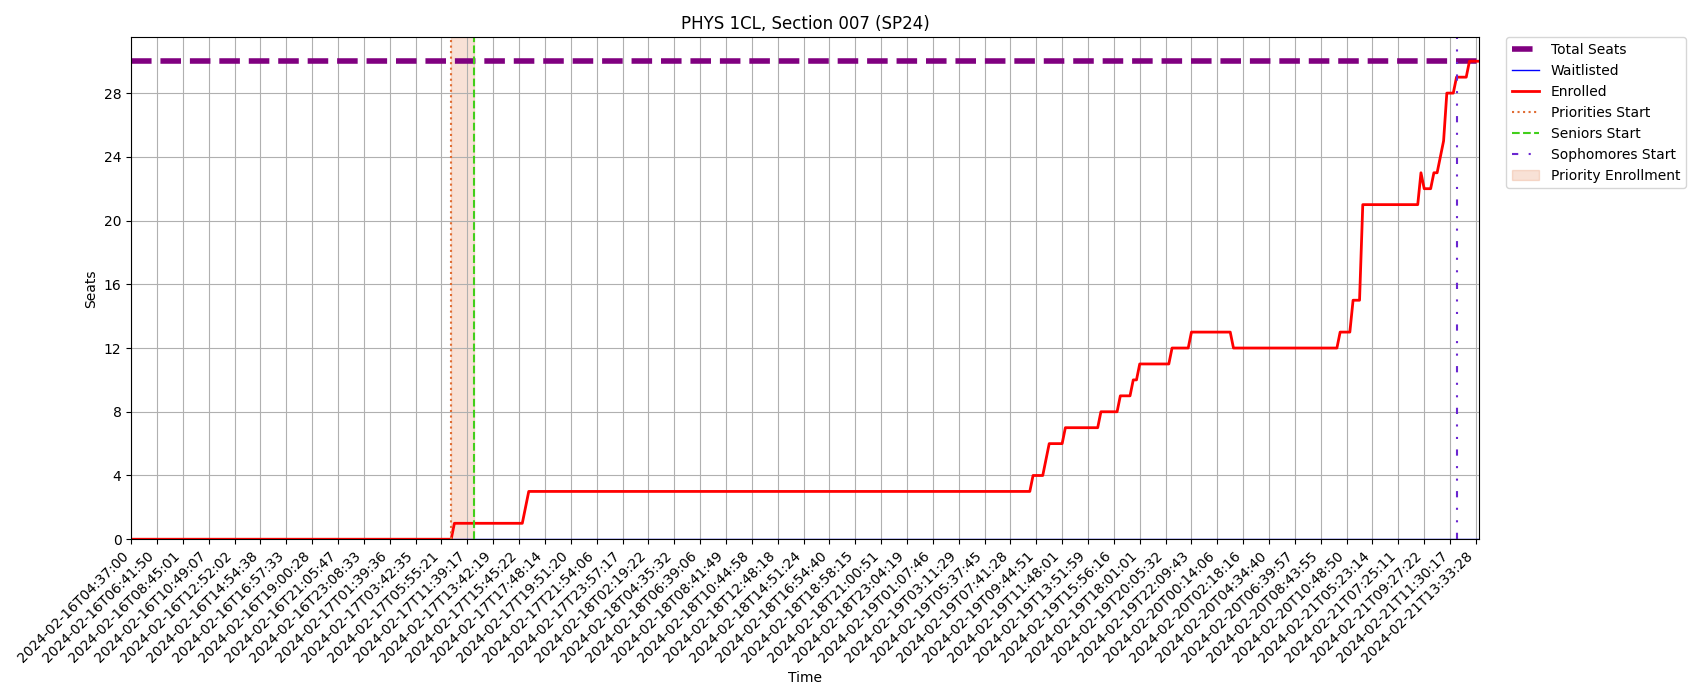 PHYS 1CL, Section 007 (SP24)
Total Seats
Waitlisted
Enrolled
Priorities Start
Seniors Start
Sophomores Start
Priority Enrollment
Seats
28
24
20
16
12
8
4
0
2024-02-16T04:37:00
2024-02-16T06:41:50
2024-02-16T08:45:01
2024-02-16T10:49:07
2024-02-16T12:52:02
2024-02-16T14:54:38
2024-02-16T16:57:33
2024-02-16T19:00:28
2024-02-16T21:05:47
2024-02-16T23:08:33
2024-02-17T01:39:36
2024-02-17T03:42:35
2024-02-17T05:55:21
2024-02-17T11:39:17
2024-02-17T13:42:19
2024-02-17T15:45:22
2024-02-17T17:48:14
2024-02-17T19:51:20
2024-02-17T21:54:06
2024-02-17T23:57:17
2024-02-18T02:19:22
2024-02-18T04:35:32
2024-02-18T06:39:06
2024-02-18T08:41:49
2024-02-18T10:44:58
2024-02-18T12:48:18
2024-02-18T14:51:24
2024-02-18T16:54:40
2024-02-18T18:58:15
2024-02-18T21:00:51
2024-02-18T23:04:19
2024-02-19T01:07:46
2024-02-19T03:11:29
2024-02-19T05:37:45
2024-02-19T07:41:28
2024-02-19T09:44:51
2024-02-19T11:48:01
2024-02-19T13:51:59
2024-02-19T15:56:16
2024-02-19T18:01:01
2024-02-19T20:05:32
2024-02-19T22:09:43
2024-02-20T00:14:06
2024-02-20T02:18:16
2024-02-20T04:34:40
2024-02-20T06:39:57
2024-02-20T08:43:55
2024-02-20T10:48:50
2024-02-21T05:23:14
2024-02-21T07:25:11
2024-02-21T09:27:22
2024-02-21T11:30:17
2024-02-21T13:33:28
Time